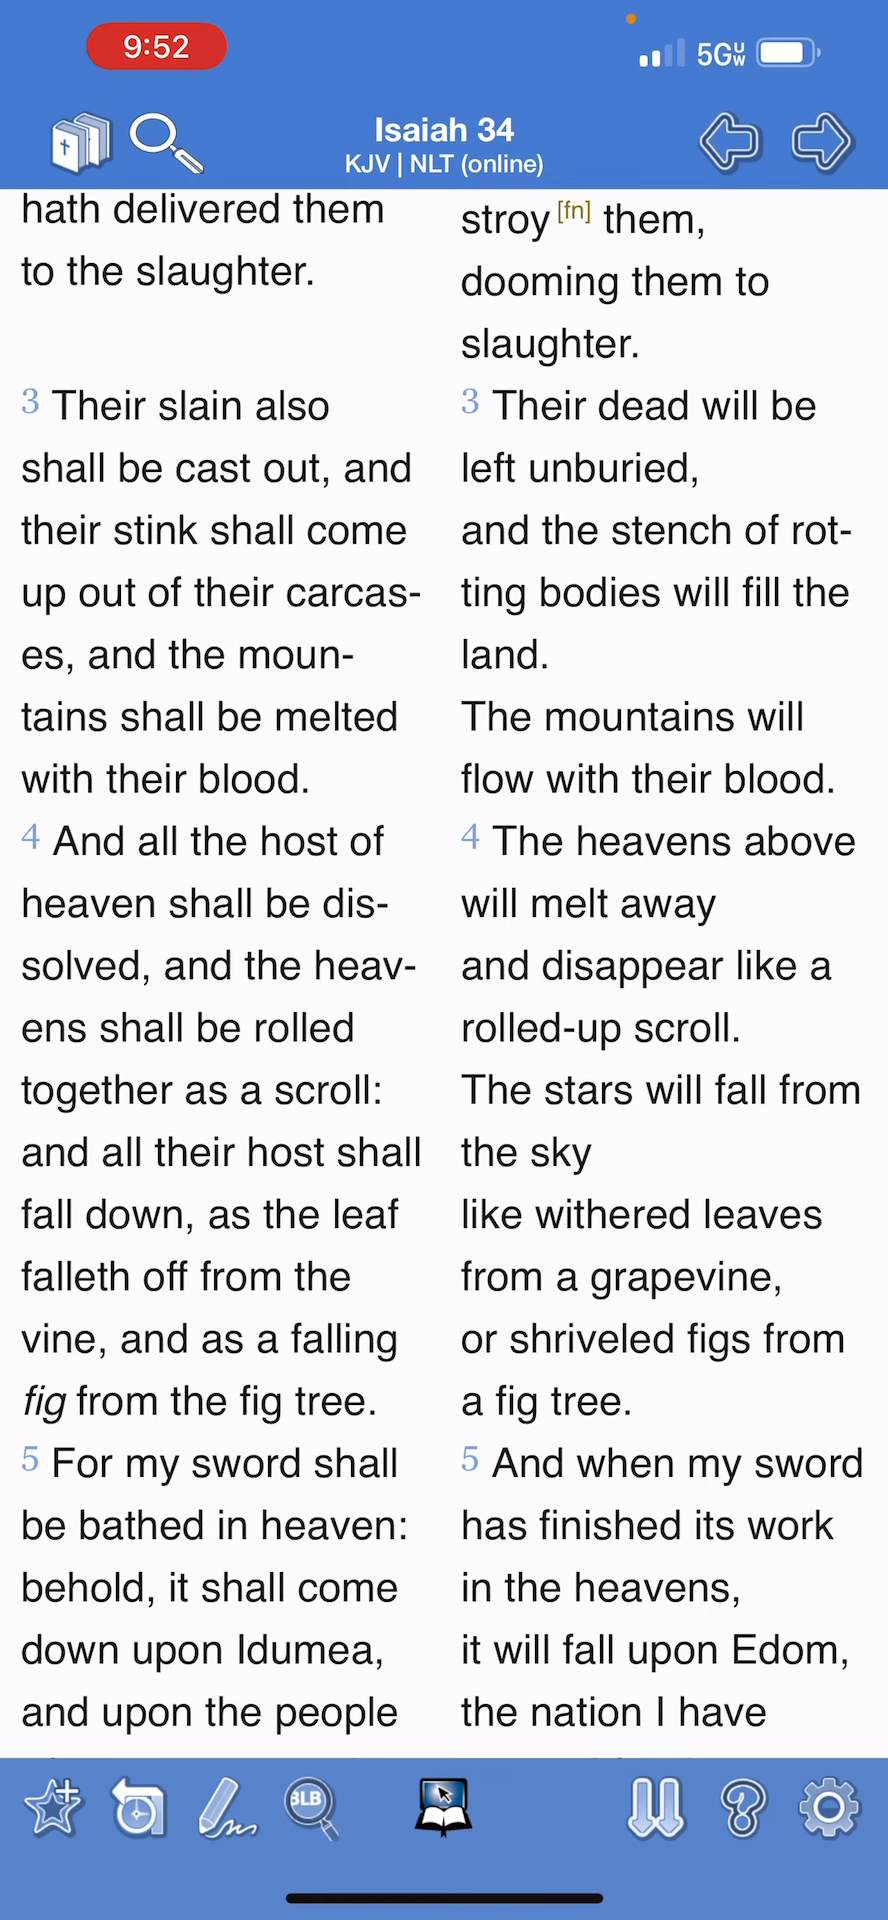 9:52
5G UW
Isaiah 34
KJV | NLT (online)
hath delivered them
to the slaughter.
3 Their slain also
shall be cast out, and
their stink shall come
up out of their carcas-
es, and the moun-
tains shall be melted
with their blood.
4 And all the host of
heaven shall be dis-
solved, and the heav-
ens shall be rolled
together as a scroll:
and all their host shall
fall down, as the leaf
falleth off from the
vine, and as a falling
fig from the fig tree.
5 For my sword shall
be bathed in heaven:
behold, it shall come
down upon Idumea,
and upon the people
stroy [fn] them,
dooming them to
slaughter.
3 Their dead will be
left unburied,
and the stench of rot-
ting bodies will fill the
land.
The mountains will
flow with their blood.
4 The heavens above
will melt away
and disappear like a
rolled-up scroll.
The stars will fall from
the sky
like withered leaves
from a grapevine,
or shriveled figs from
a fig tree.
5 And when my sword
has finished its work
in the heavens,
it will fall upon Edom,
the nation I have
BLB